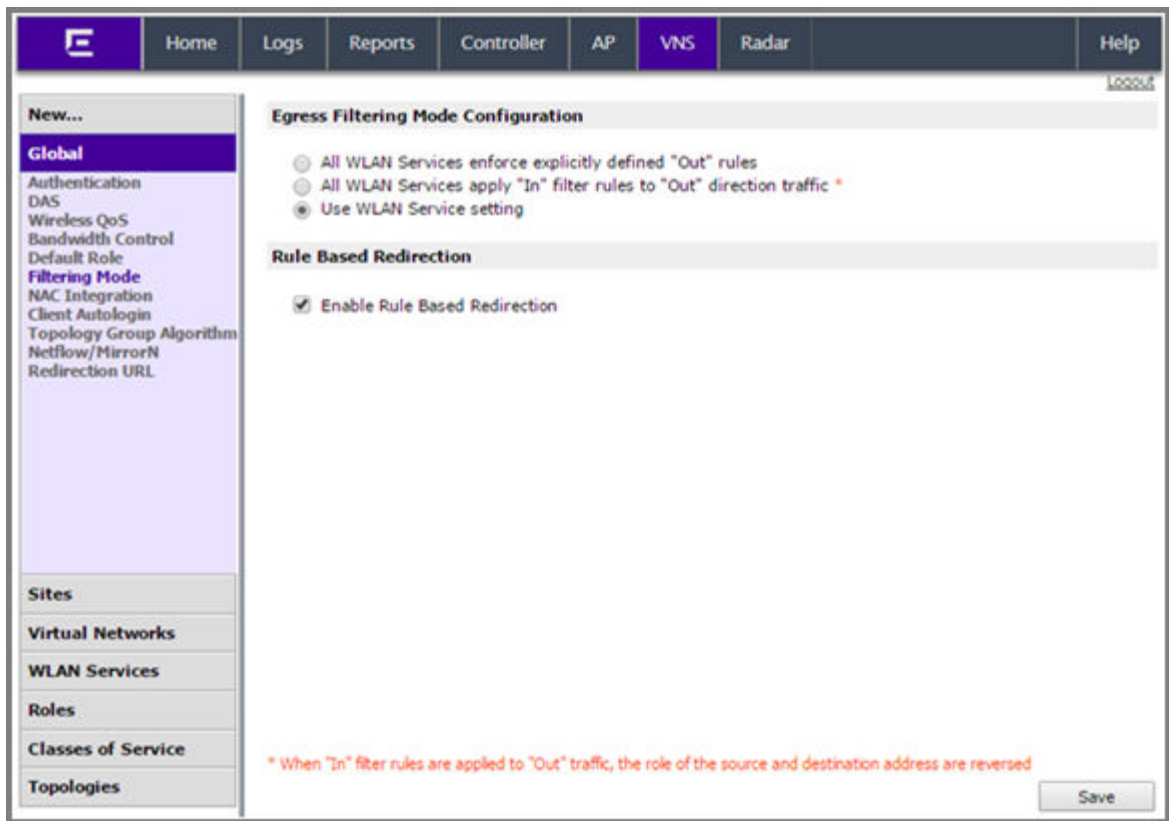 Home Logs Reports Controller AP VNS Radar Help
Logout
New...
Global
Authentication
DAS
Wireless QoS
Bandwidth Control
Default Role
Filtering Mode
NAC Integration
Client Autologin
Topology Group Algorithm
Netflow/MirrorN
Redirection URL
Sites
Virtual Networks
WLAN Services
Roles
Classes of Service
Topologies
Egress Filtering Mode Configuration
All WLAN Services enforce explicitly defined "Out" rules
All WLAN Services apply "In" filter rules to "Out" direction traffic *
Use WLAN Service setting
Rule Based Redirection
Enable Rule Based Redirection
* When "In" filter rules are applied to "Out" traffic, the role of the source and destination address are reversed
Save